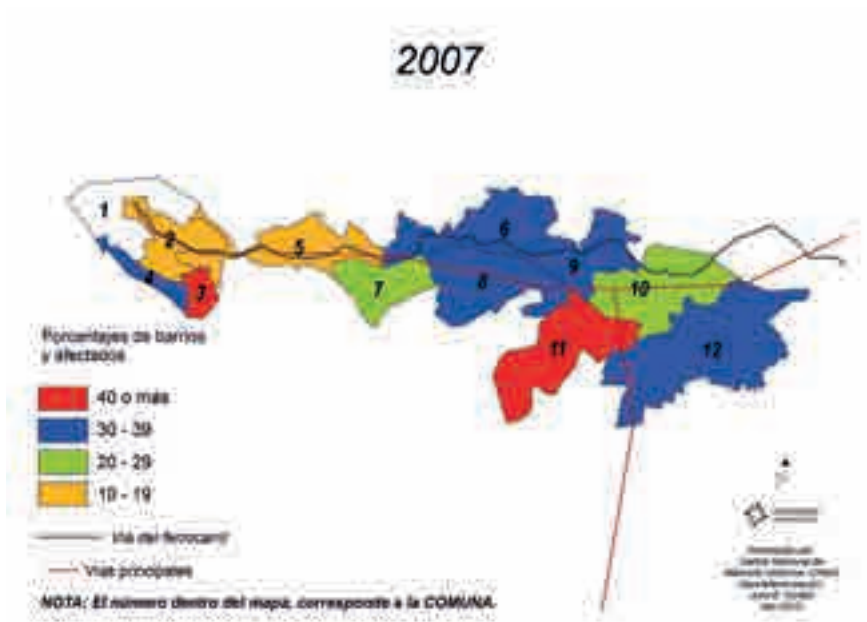 2007
1
2
3
4
5
6
7
8
9
10
11
12
Porcentajes de barrios
y afectados
40 o más
30 - 39
20 - 29
10 - 19
Vía del ferrocarril
Vías principales
NOTA: El número dentro del mapa, corresponde a la COMUNA.